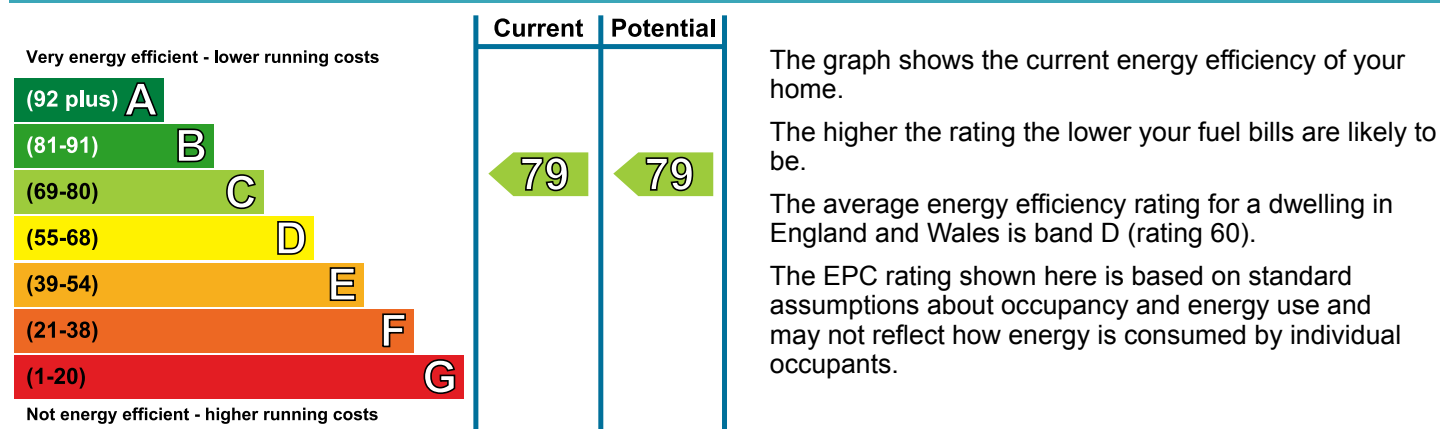 Current Potential
Very energy efficient - lower running costs
(92 plus) A
(81-91) B
(69-80) C
(55-68) D
(39-54) E
(21-38) F
(1-20) G
Not energy efficient - higher running costs
79 79
The graph shows the current energy efficiency of your
home.
The higher the rating the lower your fuel bills are likely to
be.
The average energy efficiency rating for a dwelling in
England and Wales is band D (rating 60).
The EPC rating shown here is based on standard
assumptions about occupancy and energy use and
may not reflect how energy is consumed by individual
occupants.